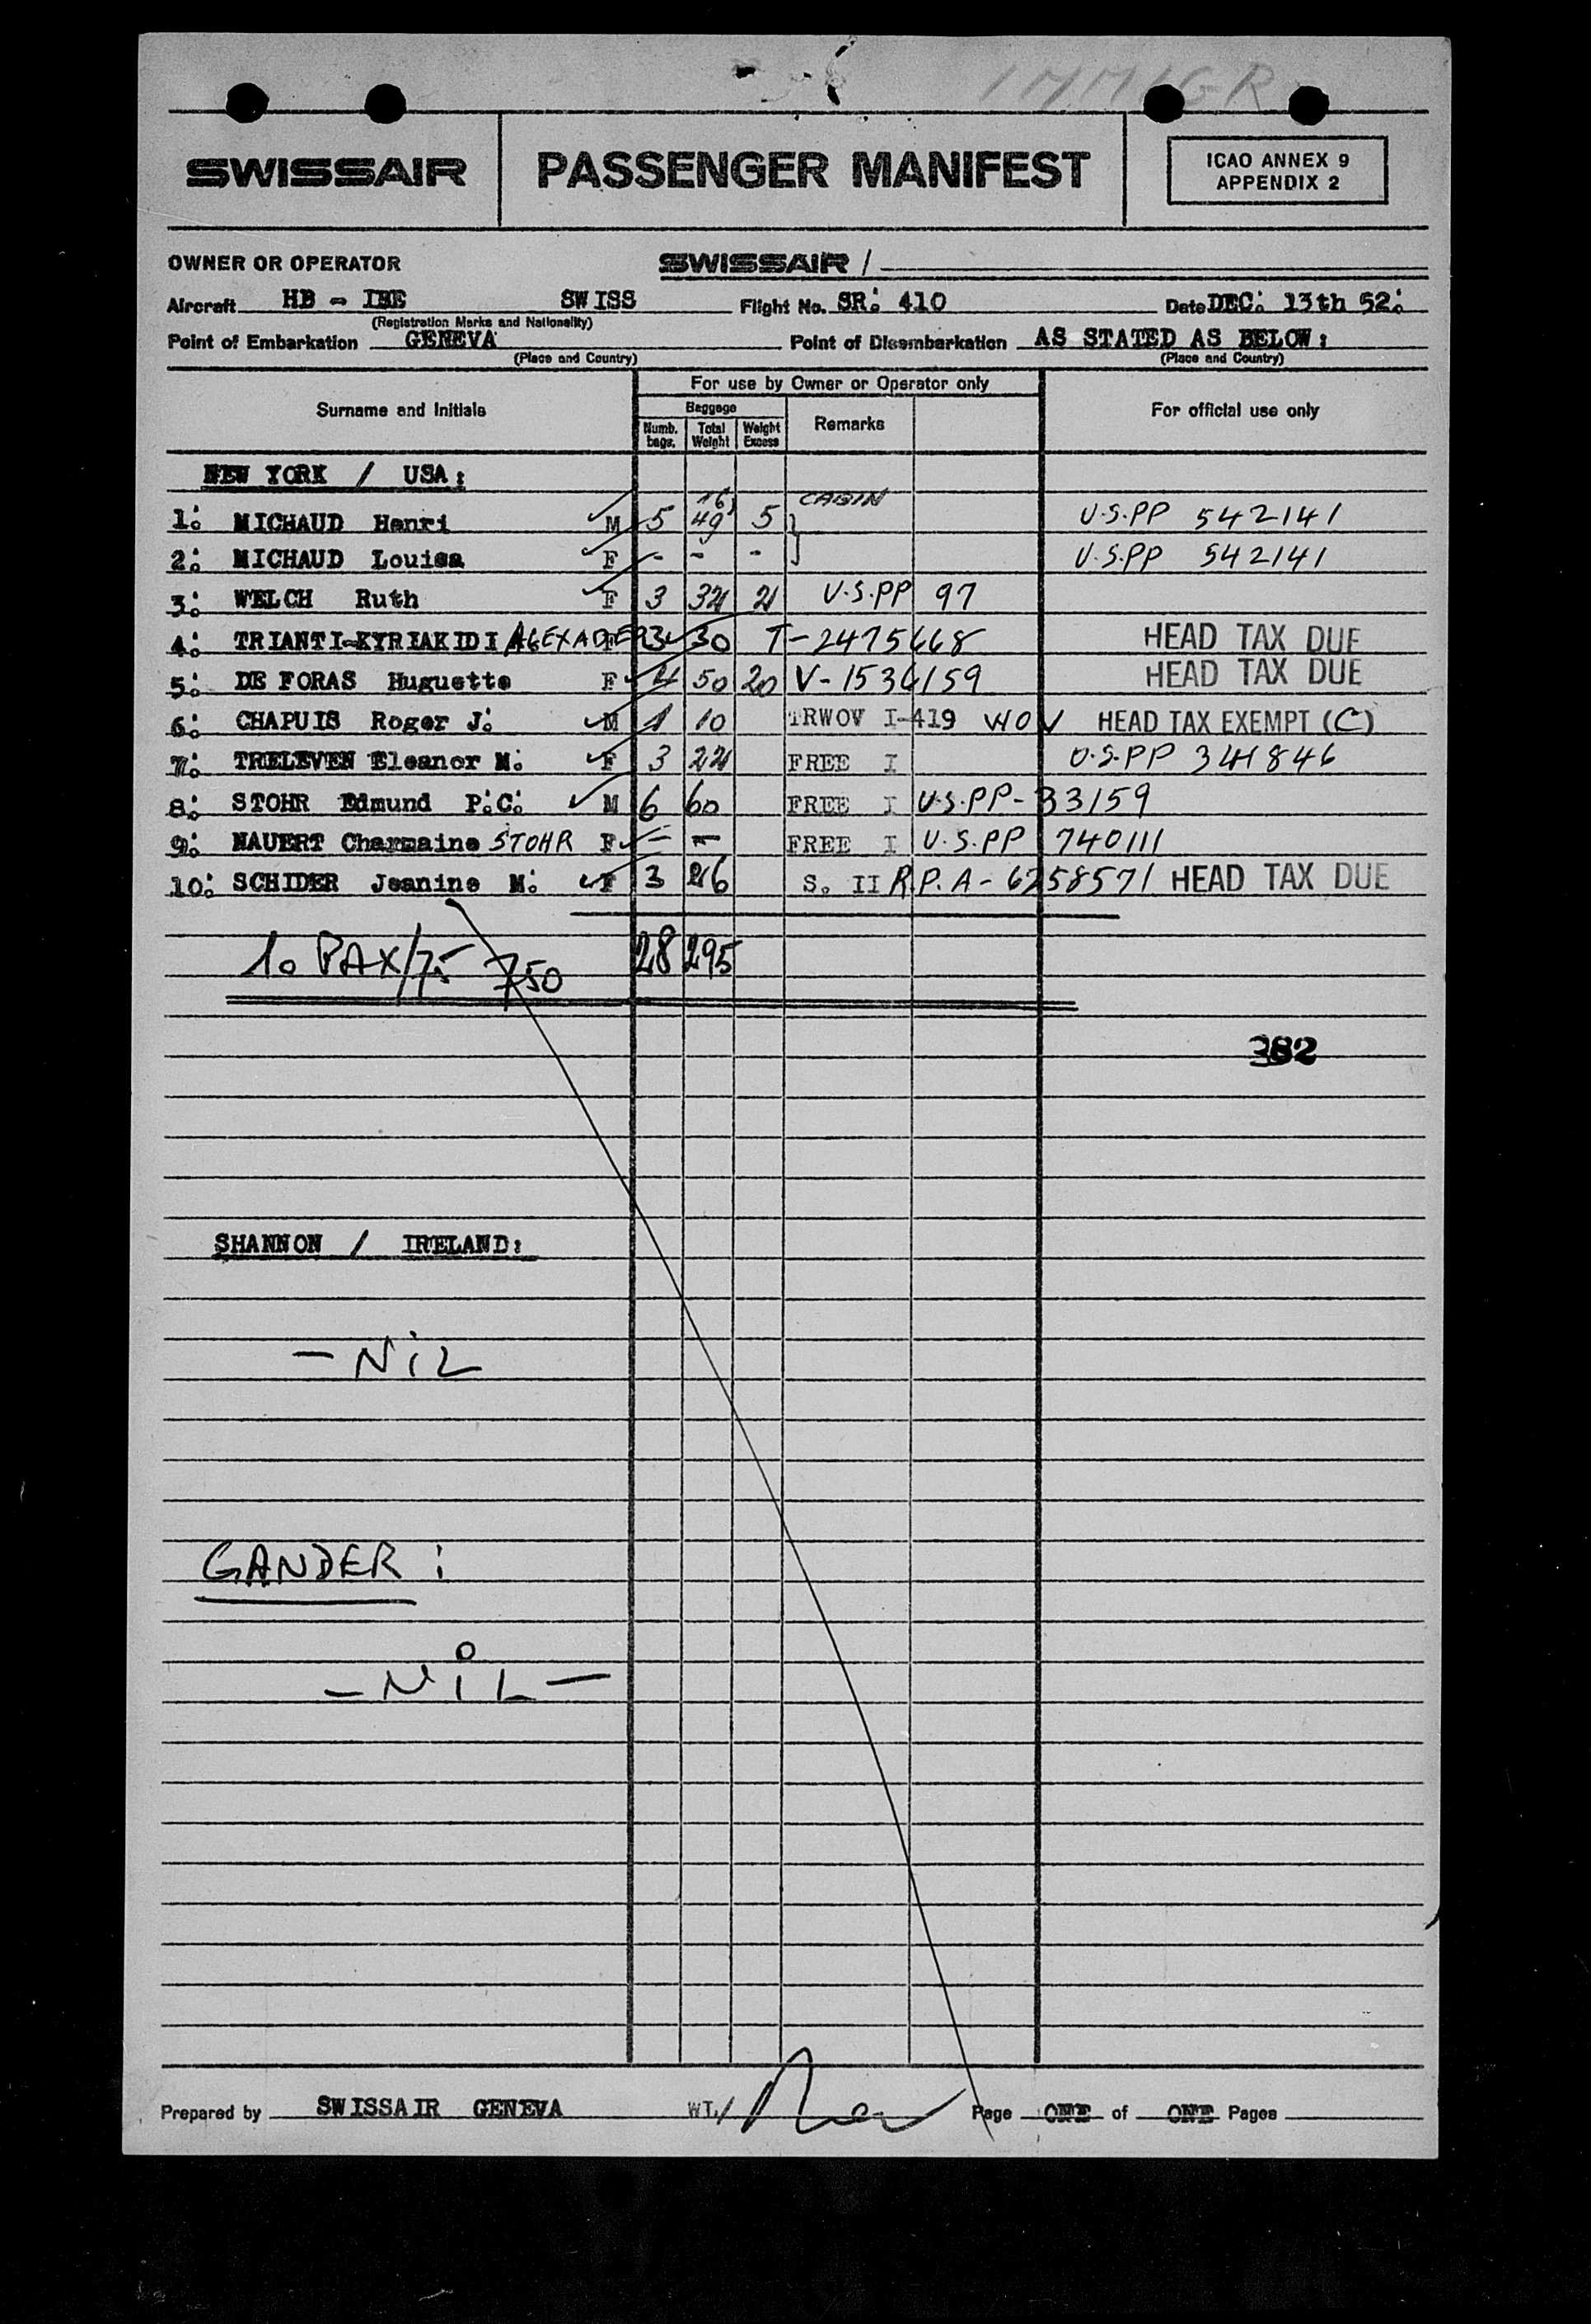 IMMIGR
SWISSAIR PASSENGER MANIFEST ICAO ANNEX 9
APPENDIX 2
OWNER OR OPERATOR SWISSAIR /
Aircraft HB - IBE SWISS Flight No. SR: 410 Date DEC: 13th 52:
(Registration Marks and Nationality)
Point of Embarkation GENEVA Point of Disembarkation AS STATED AS BELOW:
(Place and Country) (Place and Country)
For use by Owner or Operator only
Surname and Initials Baggage Remarks For official use only
Numb. bags. Total Weight Weight Excess
NEW YORK / USA:
16) CABIN
1: MICHAUD Henri M 5 49 5 U.S.PP 542141
2: MICHAUD Louisa F - - - U.S.PP 542141
3: WELCH Ruth F 3 32 2 U.S.PP 97
4: TRIANTI-KYRIAKIDI ALEXADER F 3 30 T-2475668 HEAD TAX DUE
5: DE FORAS Huguette F 4 50 20 V-1536159 HEAD TAX DUE
6: CHAPUIS Roger J: M 1 10 TRWOV I-419 WOV HEAD TAX EXEMPT (C)
7: TRELEVEN Eleanor M: F 3 22 FREE I U.S.PP 341846
8: STOHR Edmund P:C: M 6 60 FREE I U.S.PP-33159
9: NAUERT Charmaine STOHR F - - FREE I U.S.PP 740111
10: SCHIDER Jeanine M: F 3 26 S. II R.P.A-6258571 HEAD TAX DUE
10 PAX/75 750 28 295
382
SHANNON / IRELAND:
- NIL
GANDER:
- NIL -
Prepared by SWISSAIR GENEVA WT./ Page ONE of ONE Pages